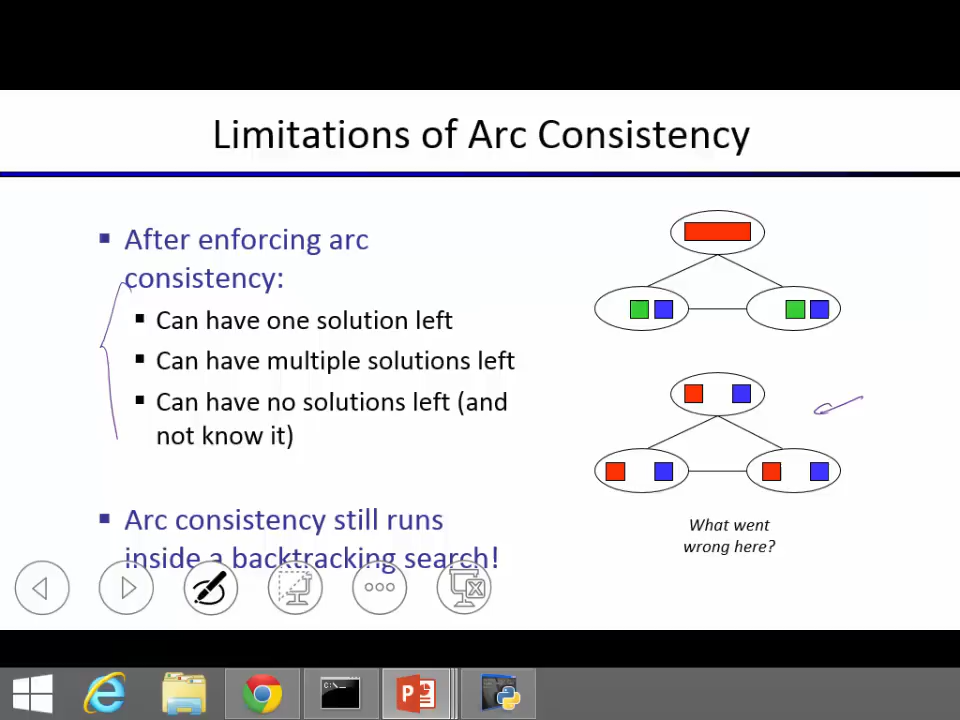 Limitations of Arc Consistency
▪ After enforcing arc
consistency:
▪ Can have one solution left
▪ Can have multiple solutions left
▪ Can have no solutions left (and
not know it)
▪ Arc consistency still runs
inside a backtracking search!
What went
wrong here?
C:\_